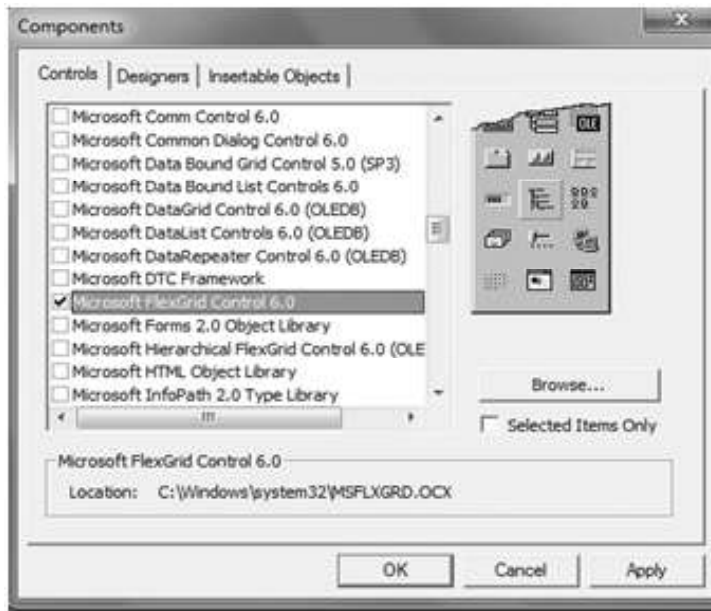 Components
Controls
Designers
Insertable Objects
Microsoft Comm Control 6.0
Microsoft Common Dialog Control 6.0
Microsoft Data Bound Grid Control 5.0 (SP3)
Microsoft Data Bound List Controls 6.0
Microsoft DataGrid Control 6.0 (OLEDB)
Microsoft DataList Controls 6.0 (OLEDB)
Microsoft DataRepeater Control 6.0 (OLEDB)
Microsoft DTC Framework
Microsoft FlexGrid Control 6.0
Microsoft Forms 2.0 Object Library
Microsoft Hierarchical FlexGrid Control 6.0 (OLE
Microsoft HTML Object Library
Microsoft InfoPath 2.0 Type Library
OLE
Browse...
Selected Items Only
Microsoft FlexGrid Control 6.0
Location: C:\Windows\system32\MSFLXGRD.OCX
OK
Cancel
Apply